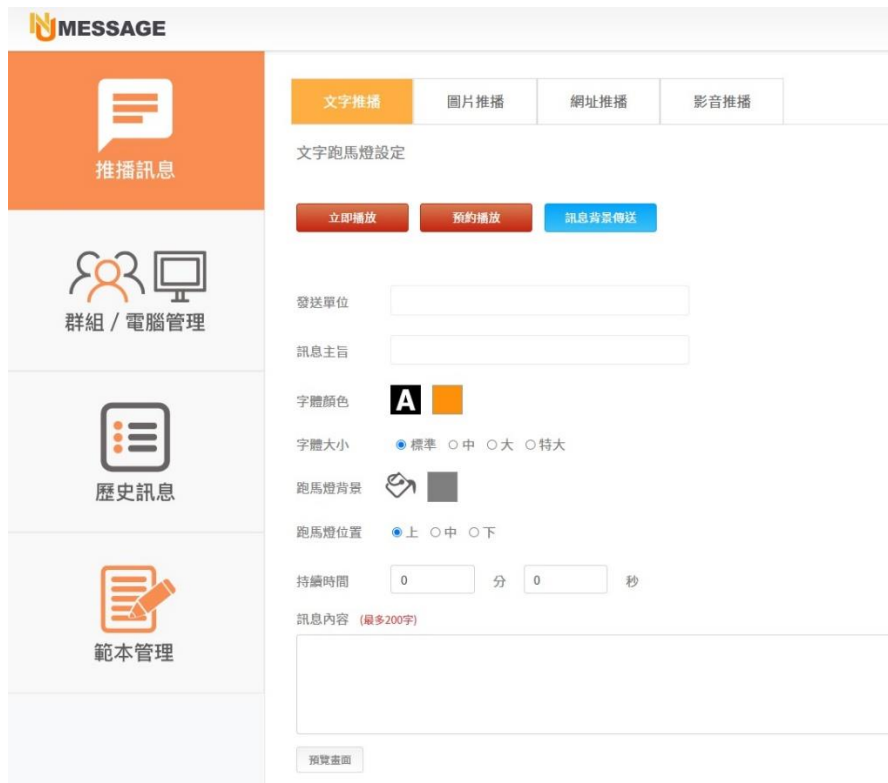 NU MESSAGE
推播訊息
群組 / 電腦管理
歷史訊息
範本管理
文字推播 圖片推播 網址推播 影音推播
文字跑馬燈設定
立即播放 預約播放 訊息背景傳送
發送單位
訊息主旨
字體顏色 A
字體大小 標準 中 大 特大
跑馬燈背景
跑馬燈位置 上 中 下
持續時間 0 分 0 秒
訊息內容 (最多200字)
預覽畫面